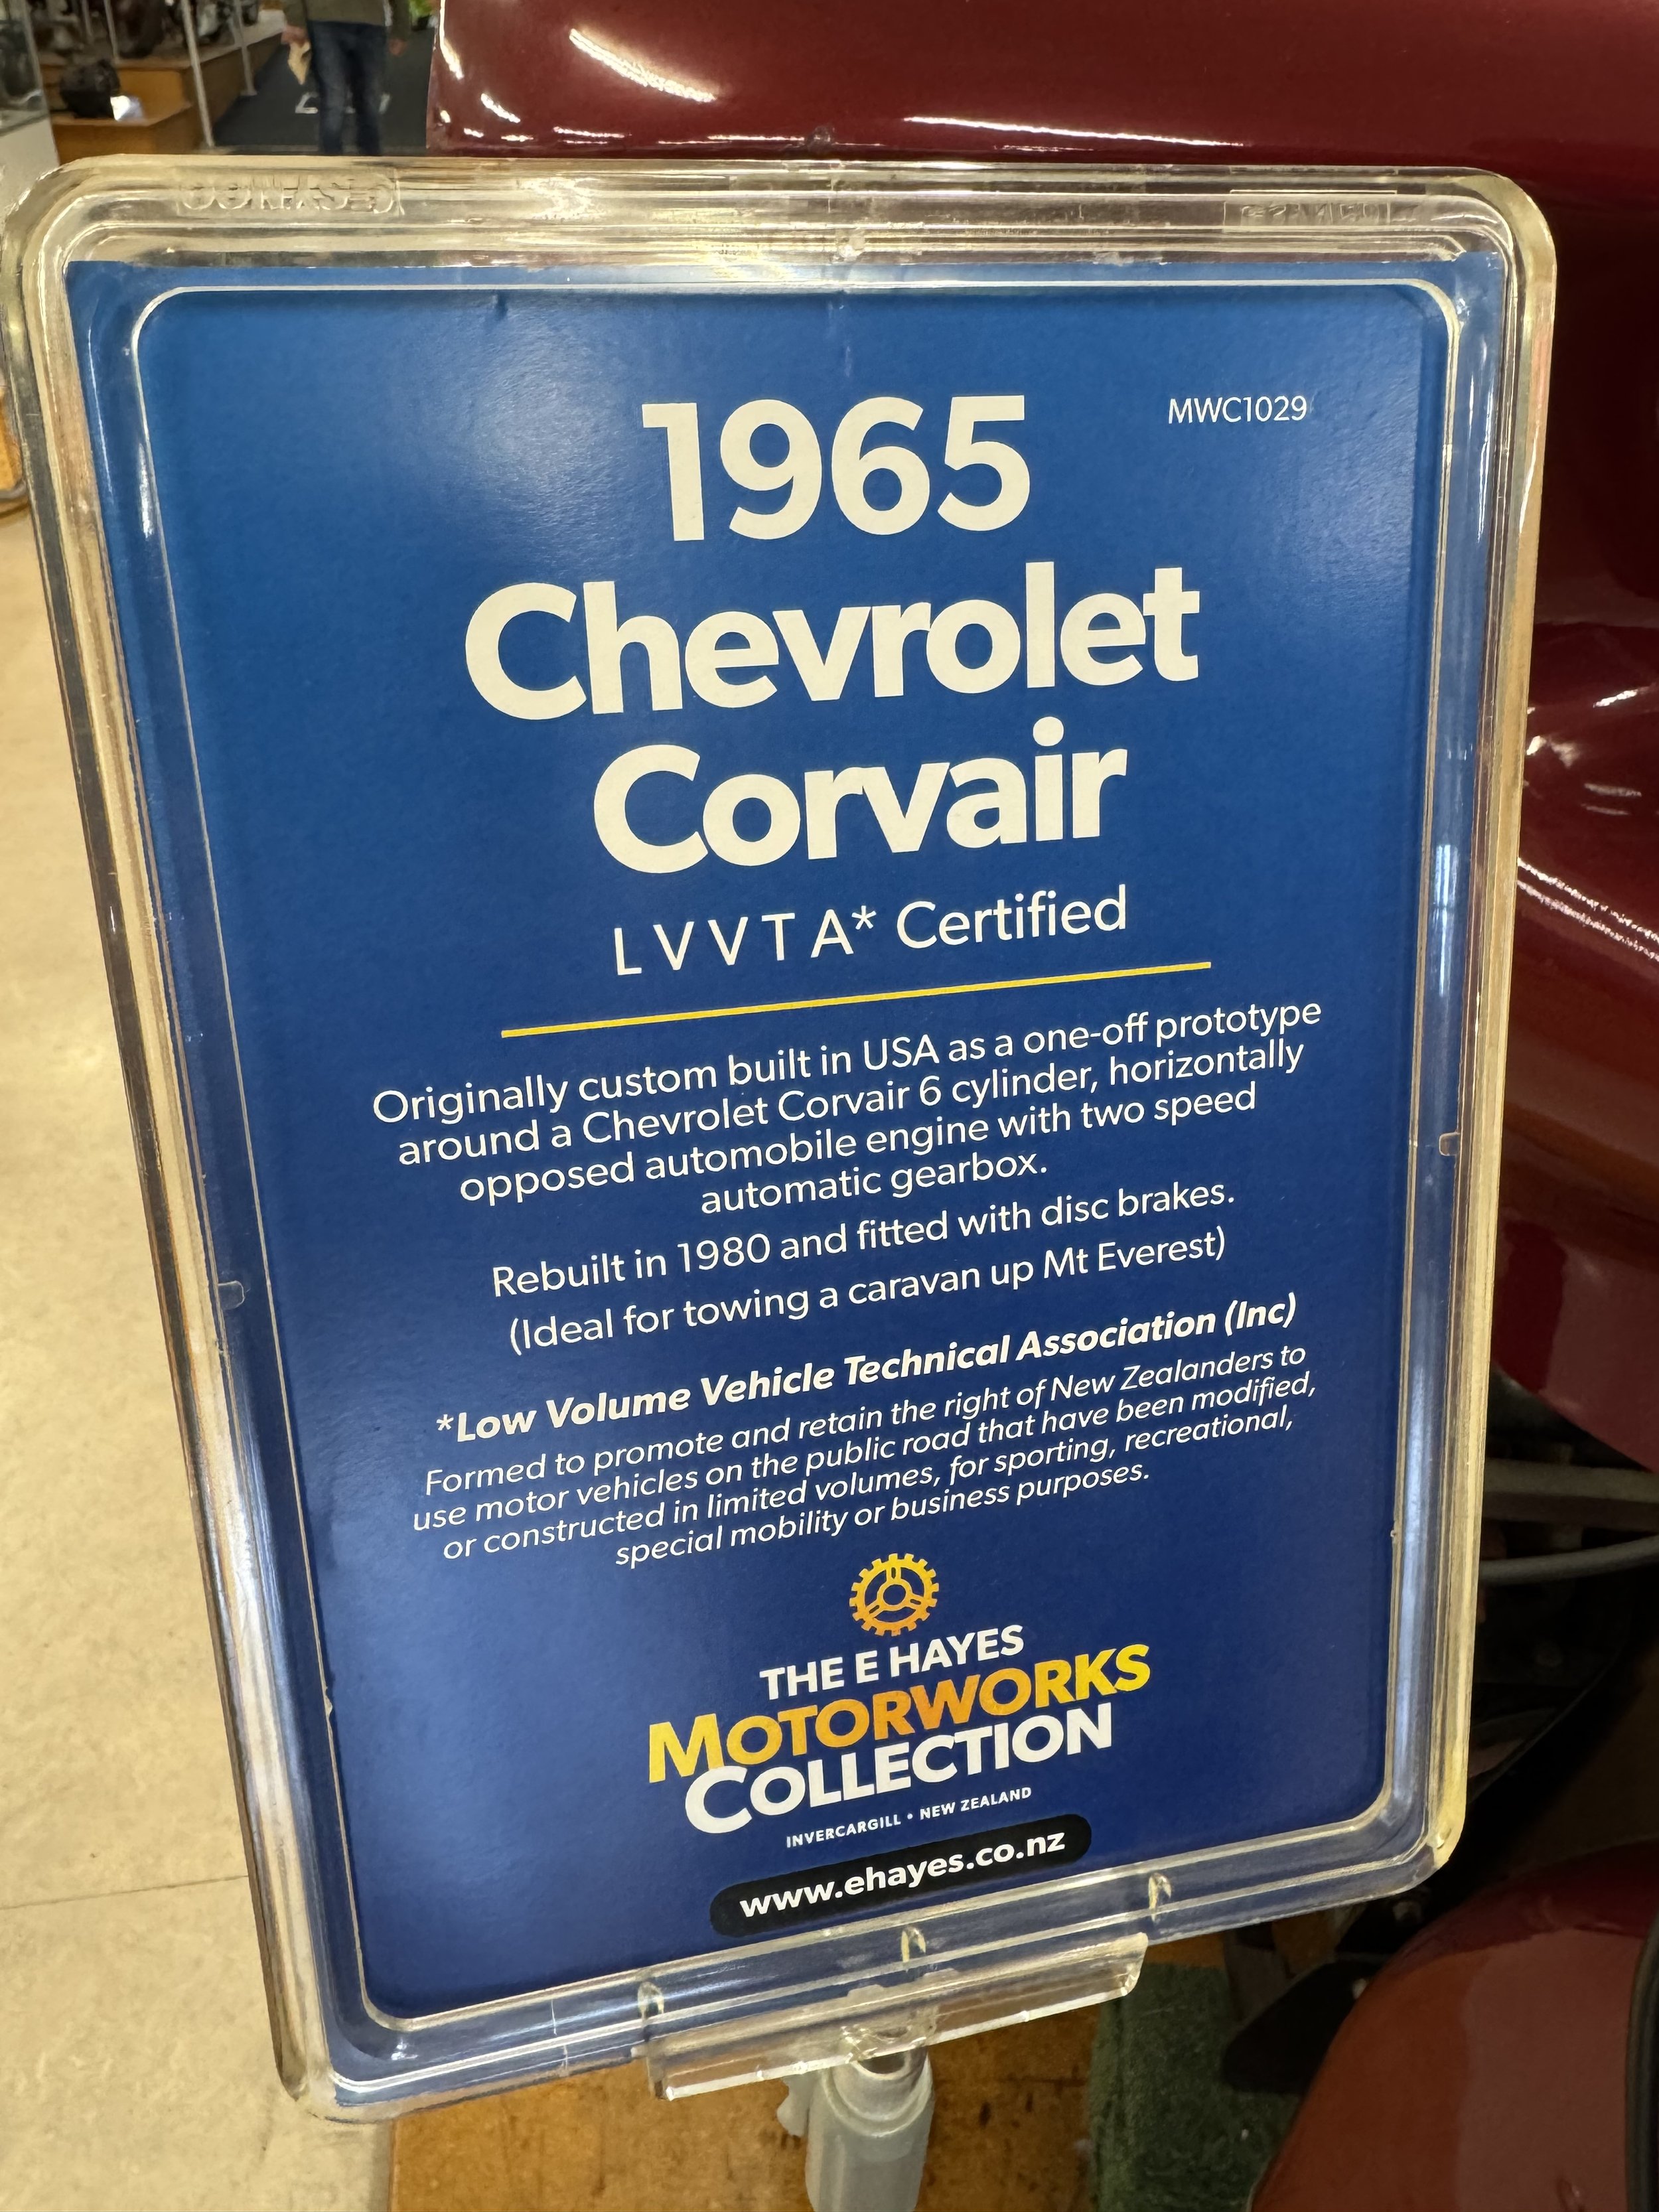 MWC1029
1965
Chevrolet
Corvair
L V V T A* Certified
Originally custom built in USA as a one-off prototype
around a Chevrolet Corvair 6 cylinder, horizontally
opposed automobile engine with two speed
automatic gearbox.
Rebuilt in 1980 and fitted with disc brakes.
(Ideal for towing a caravan up Mt Everest)
*Low Volume Vehicle Technical Association (Inc)
Formed to promote and retain the right of New Zealanders to
use motor vehicles on the public road that have been modified,
or constructed in limited volumes, for sporting, recreational,
special mobility or business purposes.
THE E HAYES
MOTORWORKS
COLLECTION
INVERCARGILL • NEW ZEALAND
www.ehayes.co.nz